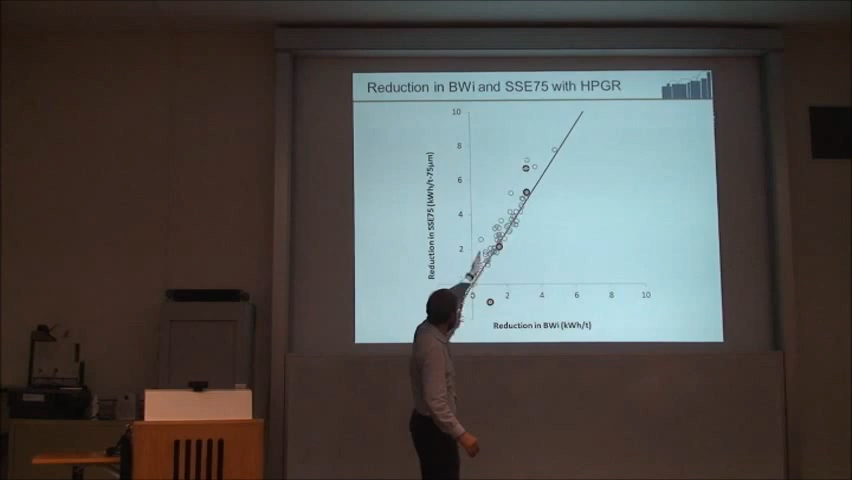 Reduction in BWi and SSE75 with HPGR
10
8
6
4
2
0 2 4 6 8 10
Reduction in SSE75 (kWh/t-75µm)
Reduction in BWi (kWh/t)